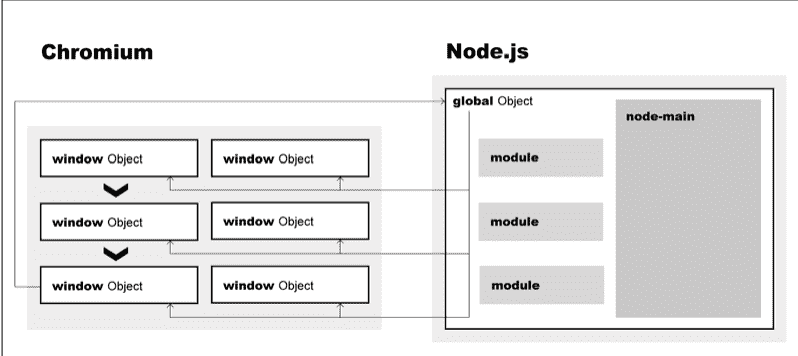 Chromium
Node.js
global Object
node-main
window Object
window Object
module
window Object
window Object
module
window Object
window Object
module